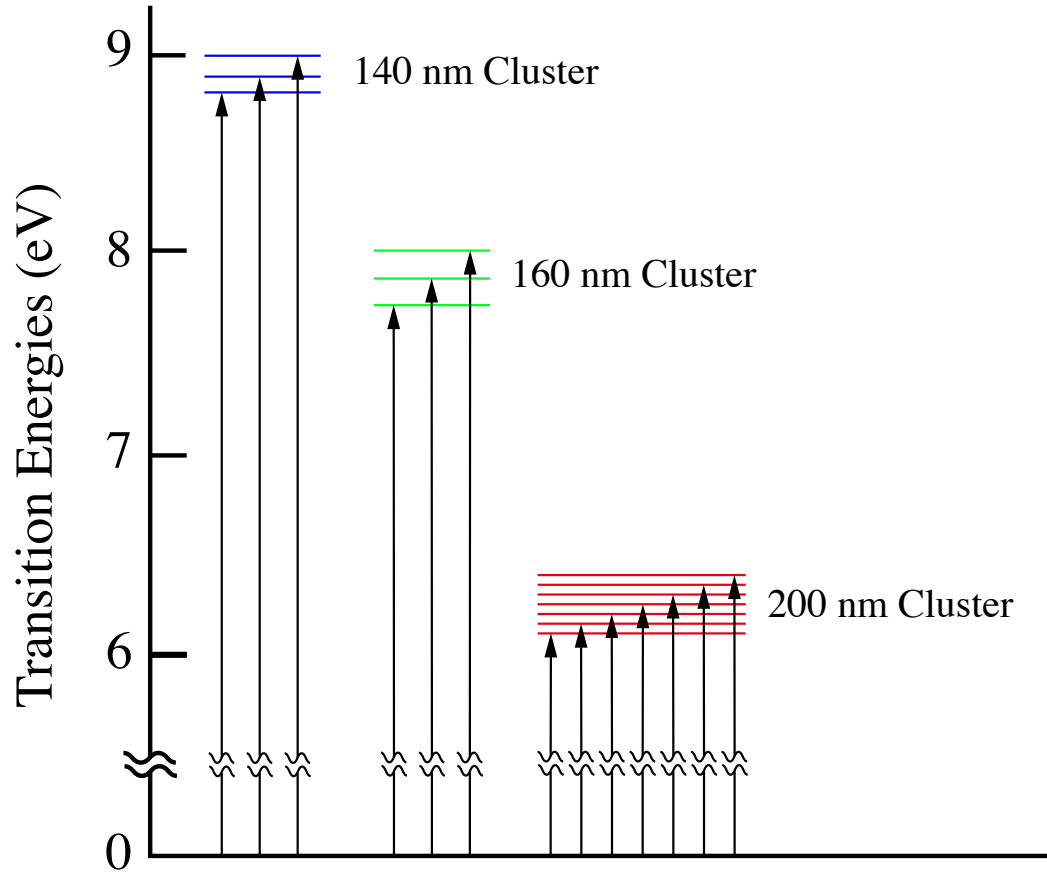 Transition Energies (eV)
9
8
7
6
0
140 nm Cluster
160 nm Cluster
200 nm Cluster